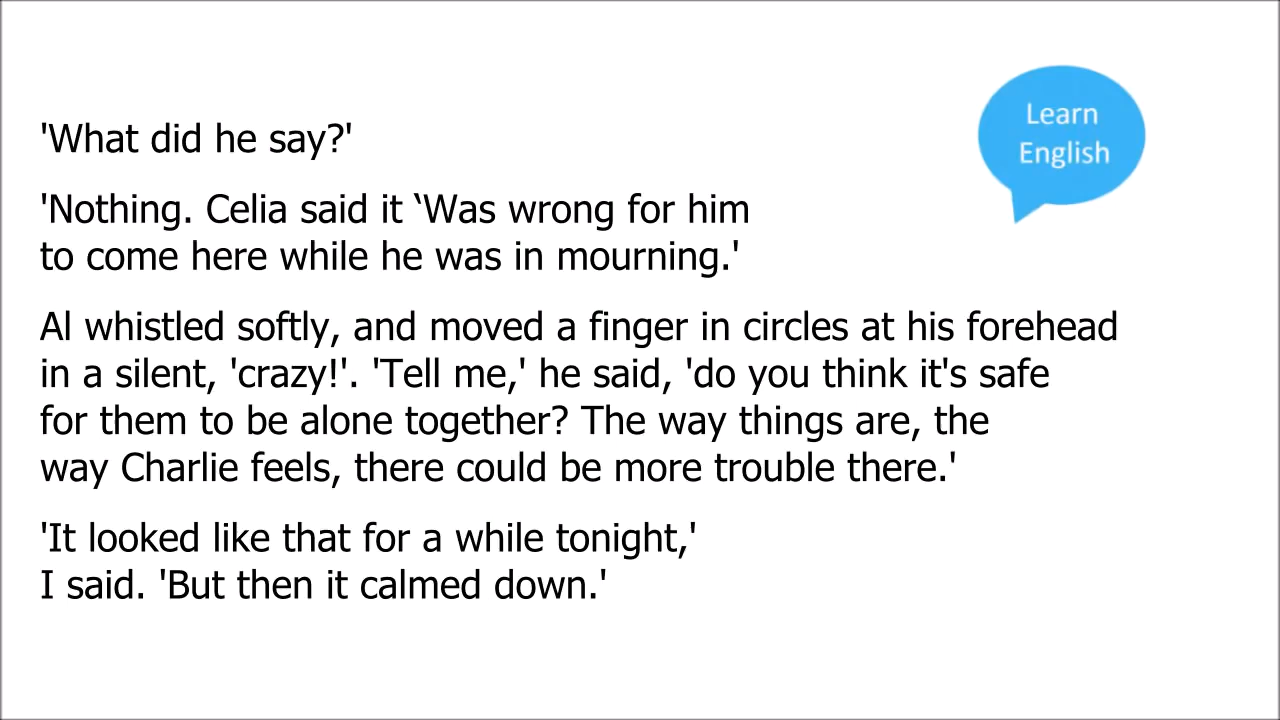 Learn
English
'What did he say?'
'Nothing. Celia said it ‘Was wrong for him
to come here while he was in mourning.'
Al whistled softly, and moved a finger in circles at his forehead
in a silent, 'crazy!'. 'Tell me,' he said, 'do you think it's safe
for them to be alone together? The way things are, the
way Charlie feels, there could be more trouble there.'
'It looked like that for a while tonight,'
I said. 'But then it calmed down.'